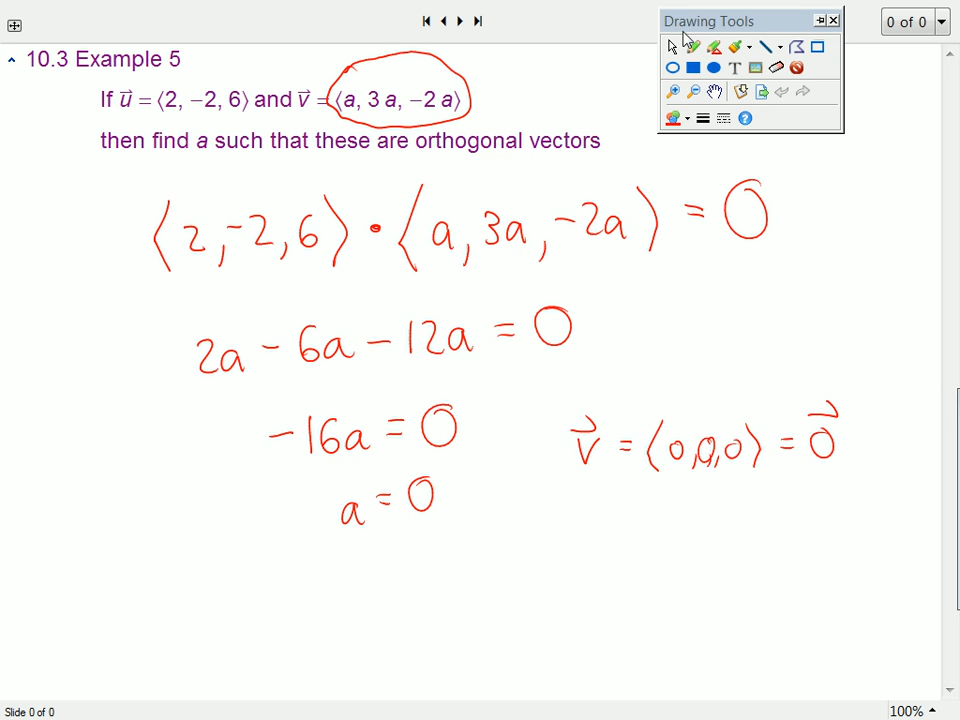 Drawing Tools
0 of 0
10.3 Example 5
If u⃗ = ⟨2, −2, 6⟩ and v⃗ = ⟨a, 3 a, −2 a⟩
then find a such that these are orthogonal vectors
⟨2, -2, 6⟩ • ⟨a, 3a, -2a⟩ = 0
2a - 6a - 12a = 0
-16a = 0
v⃗ = ⟨0,0,0⟩ = 0⃗
a = 0
Slide 0 of 0
100%